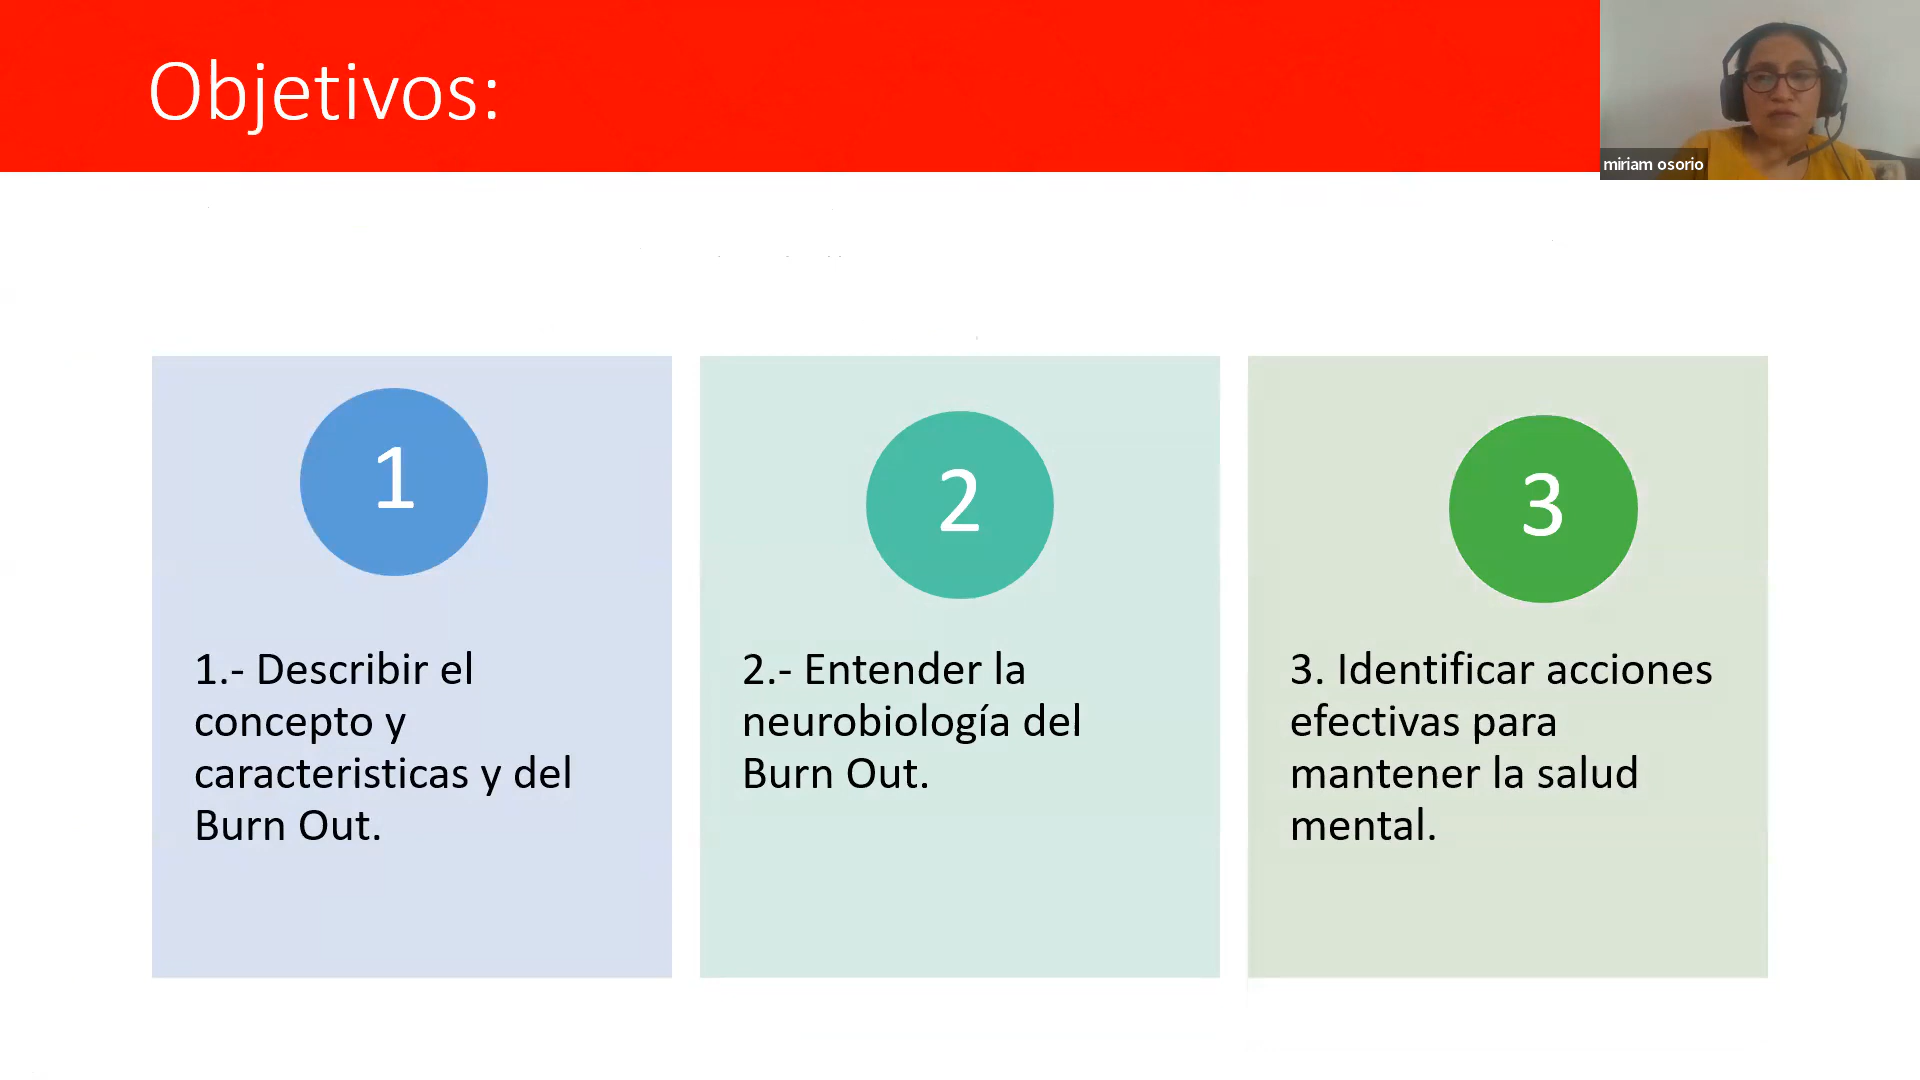 Objetivos:
miriam osorio
1
1.- Describir el
concepto y
caracteristicas y del
Burn Out.
2
2.- Entender la
neurobiología del
Burn Out.
3
3. Identificar acciones
efectivas para
mantener la salud
mental.